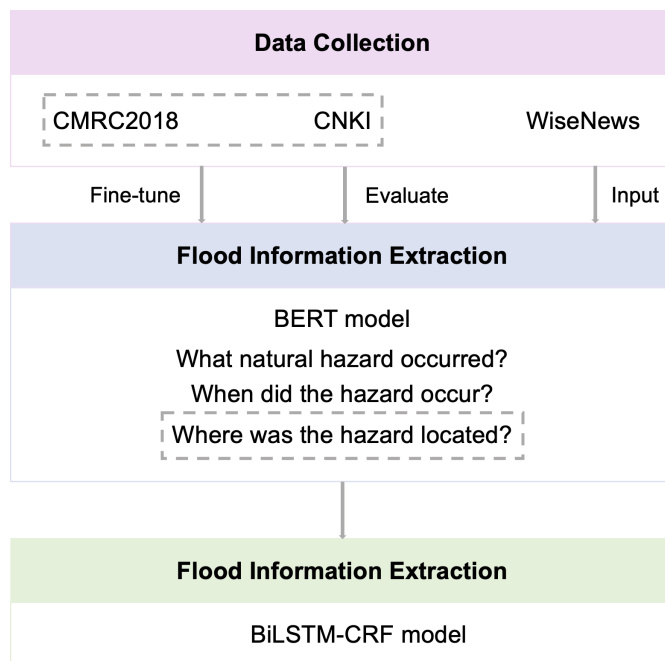 Data Collection
CMRC2018 CNKI WiseNews
Fine-tune Evaluate Input
Flood Information Extraction
BERT model
What natural hazard occurred?
When did the hazard occur?
Where was the hazard located?
Flood Information Extraction
BiLSTM-CRF model